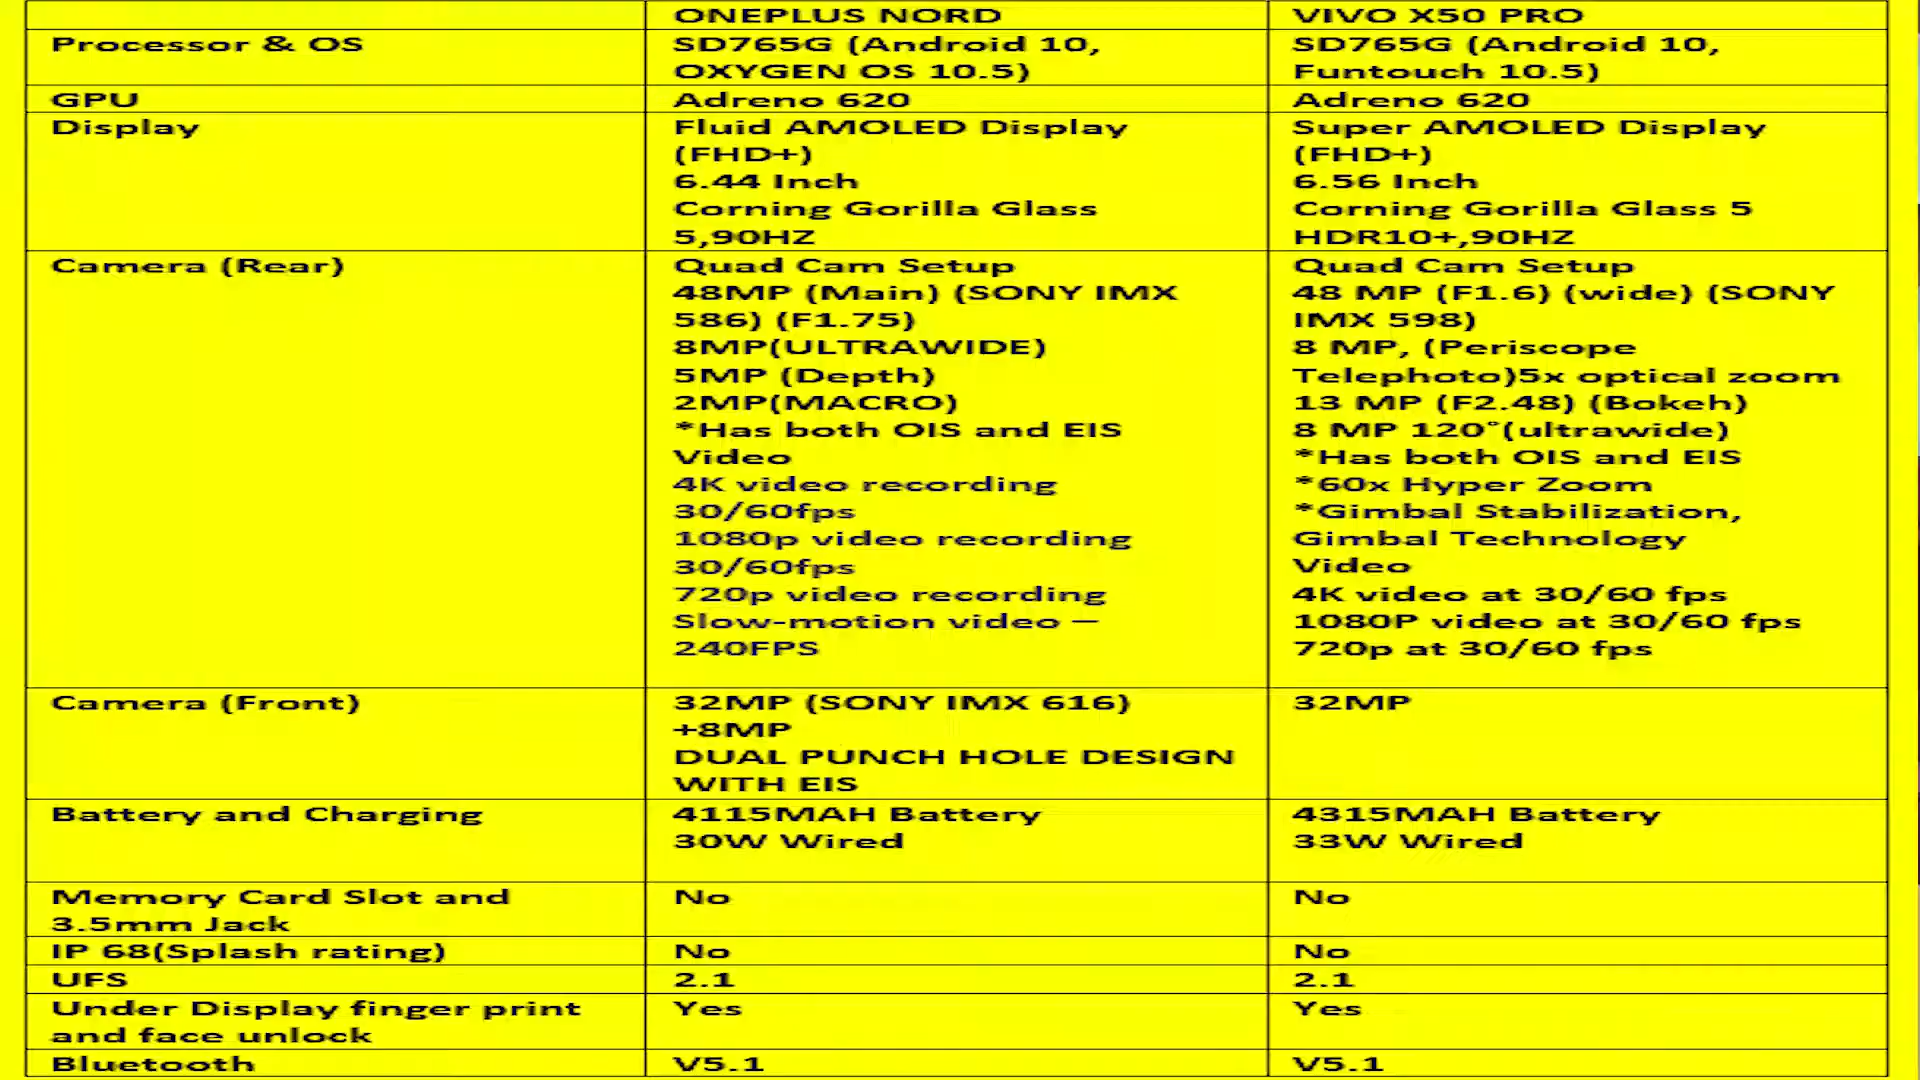 ONEPLUS NORD
VIVO X50 PRO
Processor & OS
SD765G (Android 10,
OXYGEN OS 10.5)
SD765G (Android 10,
Funtouch 10.5)
GPU
Adreno 620
Adreno 620
Display
Fluid AMOLED Display
(FHD+)
6.44 Inch
Corning Gorilla Glass
5,90HZ
Super AMOLED Display
(FHD+)
6.56 Inch
Corning Gorilla Glass 5
HDR10+,90HZ
Camera (Rear)
Quad Cam Setup
48MP (Main) (SONY IMX
586) (F1.75)
8MP(ULTRAWIDE)
5MP (Depth)
2MP(MACRO)
*Has both OIS and EIS
Video
4K video recording
30/60fps
1080p video recording
30/60fps
720p video recording
Slow-motion video –
240FPS
Quad Cam Setup
48 MP (F1.6) (wide) (SONY
IMX 598)
8 MP, (Periscope
Telephoto)5x optical zoom
13 MP (F2.48) (Bokeh)
8 MP 120°(ultrawide)
*Has both OIS and EIS
*60x Hyper Zoom
*Gimbal Stabilization,
Gimbal Technology
Video
4K video at 30/60 fps
1080P video at 30/60 fps
720p at 30/60 fps
Camera (Front)
32MP (SONY IMX 616)
+8MP
DUAL PUNCH HOLE DESIGN
WITH EIS
32MP
Battery and Charging
4115MAH Battery
30W Wired
4315MAH Battery
33W Wired
Memory Card Slot and
3.5mm Jack
No
No
IP 68(Splash rating)
No
No
UFS
2.1
2.1
Under Display finger print
and face unlock
Yes
Yes
Bluetooth
V5.1
V5.1